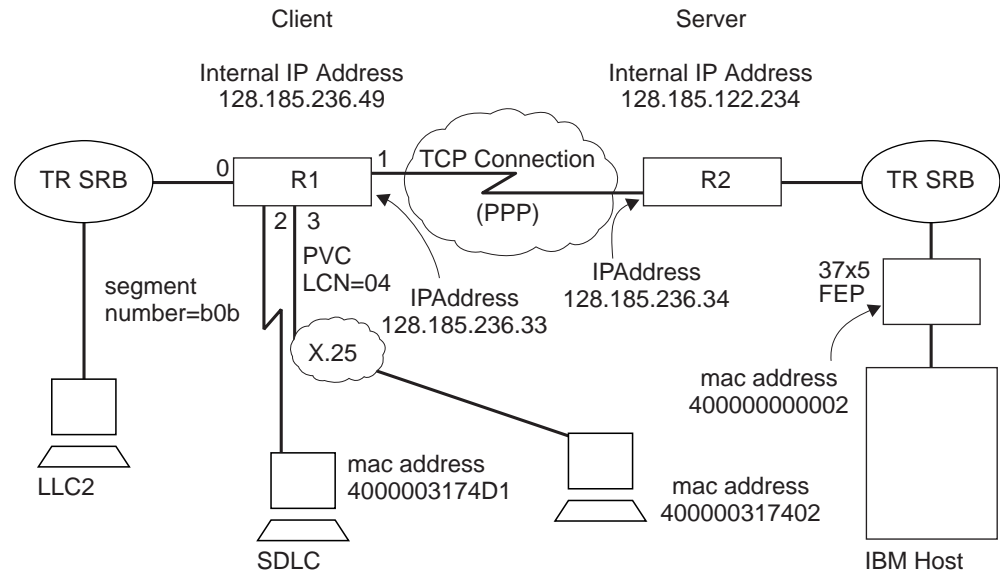 Client
Server
Internal IP Address
128.185.236.49
Internal IP Address
128.185.122.234
TR SRB
0
R1
1
TCP Connection
(PPP)
R2
TR SRB
2
3
PVC
LCN=04
segment
number=b0b
IPAddress
128.185.236.33
IPAddress
128.185.236.34
37x5
FEP
X.25
mac address
400000000002
LLC2
mac address
4000003174D1
SDLC
mac address
400000317402
IBM Host